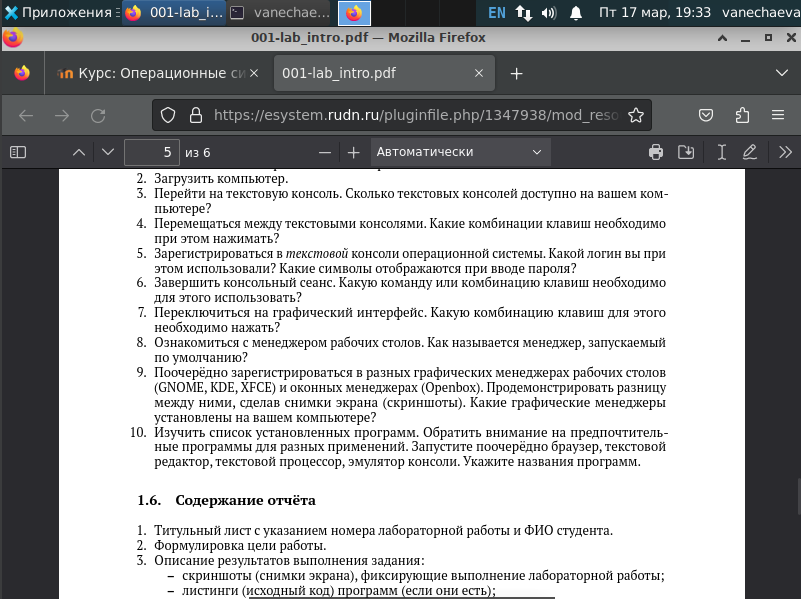 Приложения
001-lab_i...
vanechae...
EN
Пт 17 мар, 19:33
vanechaeva
001-lab_intro.pdf — Mozilla Firefox
Курс: Операционные си
001-lab_intro.pdf
https://esystem.rudn.ru/pluginfile.php/1347938/mod_reso
5
из 6
Автоматически
2. Загрузить компьютер.
3. Перейти на текстовую консоль. Сколько текстовых консолей доступно на вашем ком-
пьютере?
4. Перемещаться между текстовыми консолями. Какие комбинации клавиш необходимо
при этом нажимать?
5. Зарегистрироваться в текстовой консоли операционной системы. Какой логин вы при
этом использовали? Какие символы отображаются при вводе пароля?
6. Завершить консольный сеанс. Какую команду или комбинацию клавиш необходимо
для этого использовать?
7. Переключиться на графический интерфейс. Какую комбинацию клавиш для этого
необходимо нажать?
8. Ознакомиться с менеджером рабочих столов. Как называется менеджер, запускаемый
по умолчанию?
9. Поочерёдно зарегистрироваться в разных графических менеджерах рабочих столов
(GNOME, KDE, XFCE) и оконных менеджерах (Openbox). Продемонстрировать разницу
между ними, сделав снимки экрана (скриншоты). Какие графические менеджеры
установлены на вашем компьютере?
10. Изучить список установленных программ. Обратить внимание на предпочтитель-
ные программы для разных применений. Запустите поочерёдно браузер, текстовой
редактор, текстовой процессор, эмулятор консоли. Укажите названия программ.
1.6. Содержание отчёта
1. Титульный лист с указанием номера лабораторной работы и ФИО студента.
2. Формулировка цели работы.
3. Описание результатов выполнения задания:
– скриншоты (снимки экрана), фиксирующие выполнение лабораторной работы;
– листинги (исходный код) программ (если они есть);